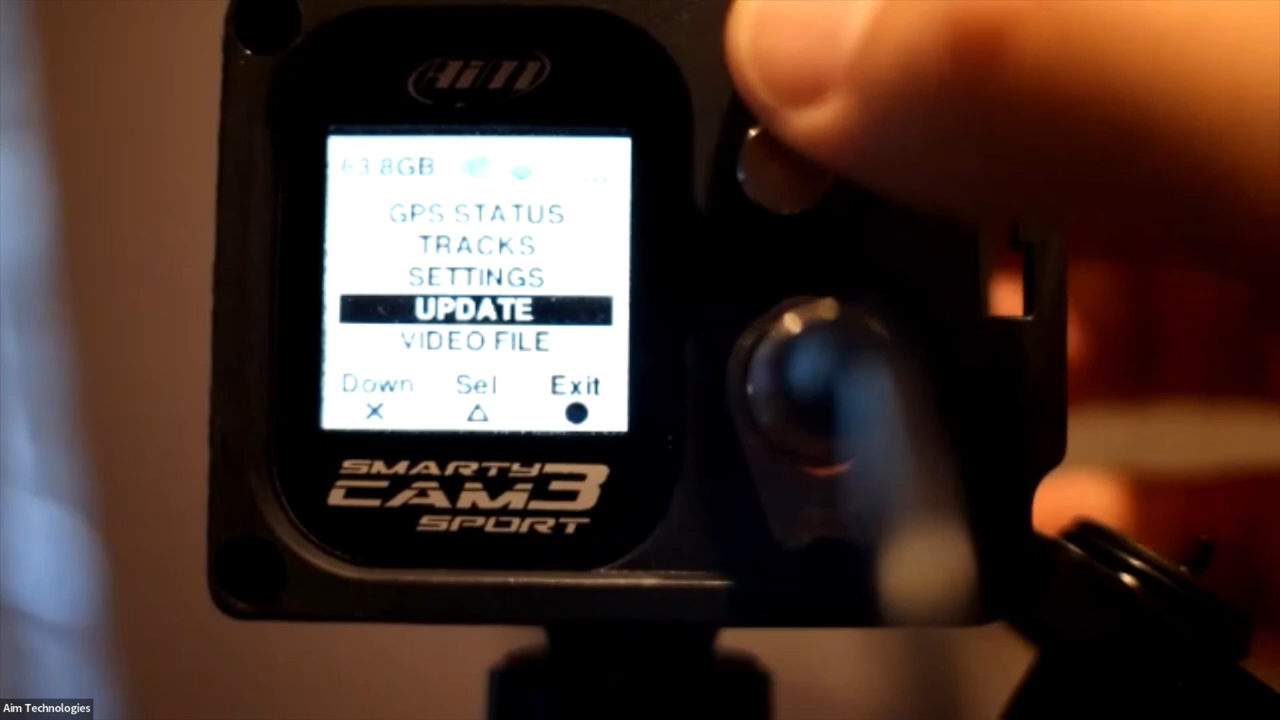 AiM
63.8GB
GPS STATUS
TRACKS
SETTINGS
UPDATE
VIDEO FILE
Down Sel Exit
SMARTY
CAM3
SPORT
Aim Technologies